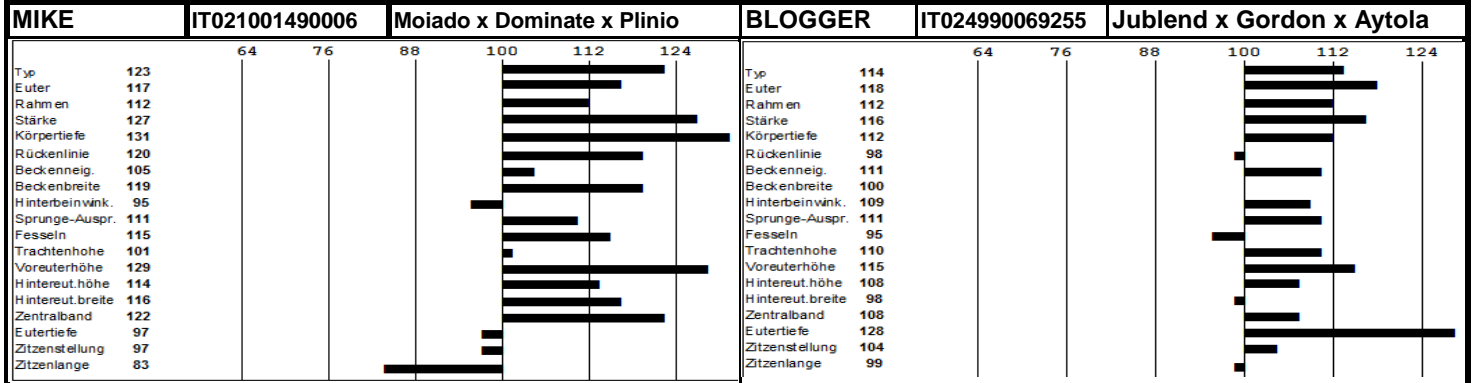 MIKE IT021001490006 Moiado x Dominate x Plinio
64 76 88 100 112 124
Typ 123
Euter 117
Rahmen 112
Stärke 127
Körpertiefe 131
Rückenlinie 120
Beckenneig. 105
Beckenbreite 119
Hinterbeinwink. 95
Sprunge-Auspr. 111
Fesseln 115
Trachtenhohe 101
Voreuterhöhe 129
Hintereut.höhe 114
Hintereut.breite 116
Zentralband 122
Eutertiefe 97
Zitzenstellung 97
Zitzenlange 83
BLOGGER IT024990069255 Jublend x Gordon x Aytola
64 76 88 100 112 124
Typ 114
Euter 118
Rahmen 112
Stärke 116
Körpertiefe 112
Rückenlinie 98
Beckenneig. 111
Beckenbreite 100
Hinterbeinwink. 109
Sprunge-Auspr. 111
Fesseln 95
Trachtenhohe 110
Voreuterhöhe 115
Hintereut.höhe 108
Hintereut.breite 98
Zentralband 108
Eutertiefe 128
Zitzenstellung 104
Zitzenlange 99